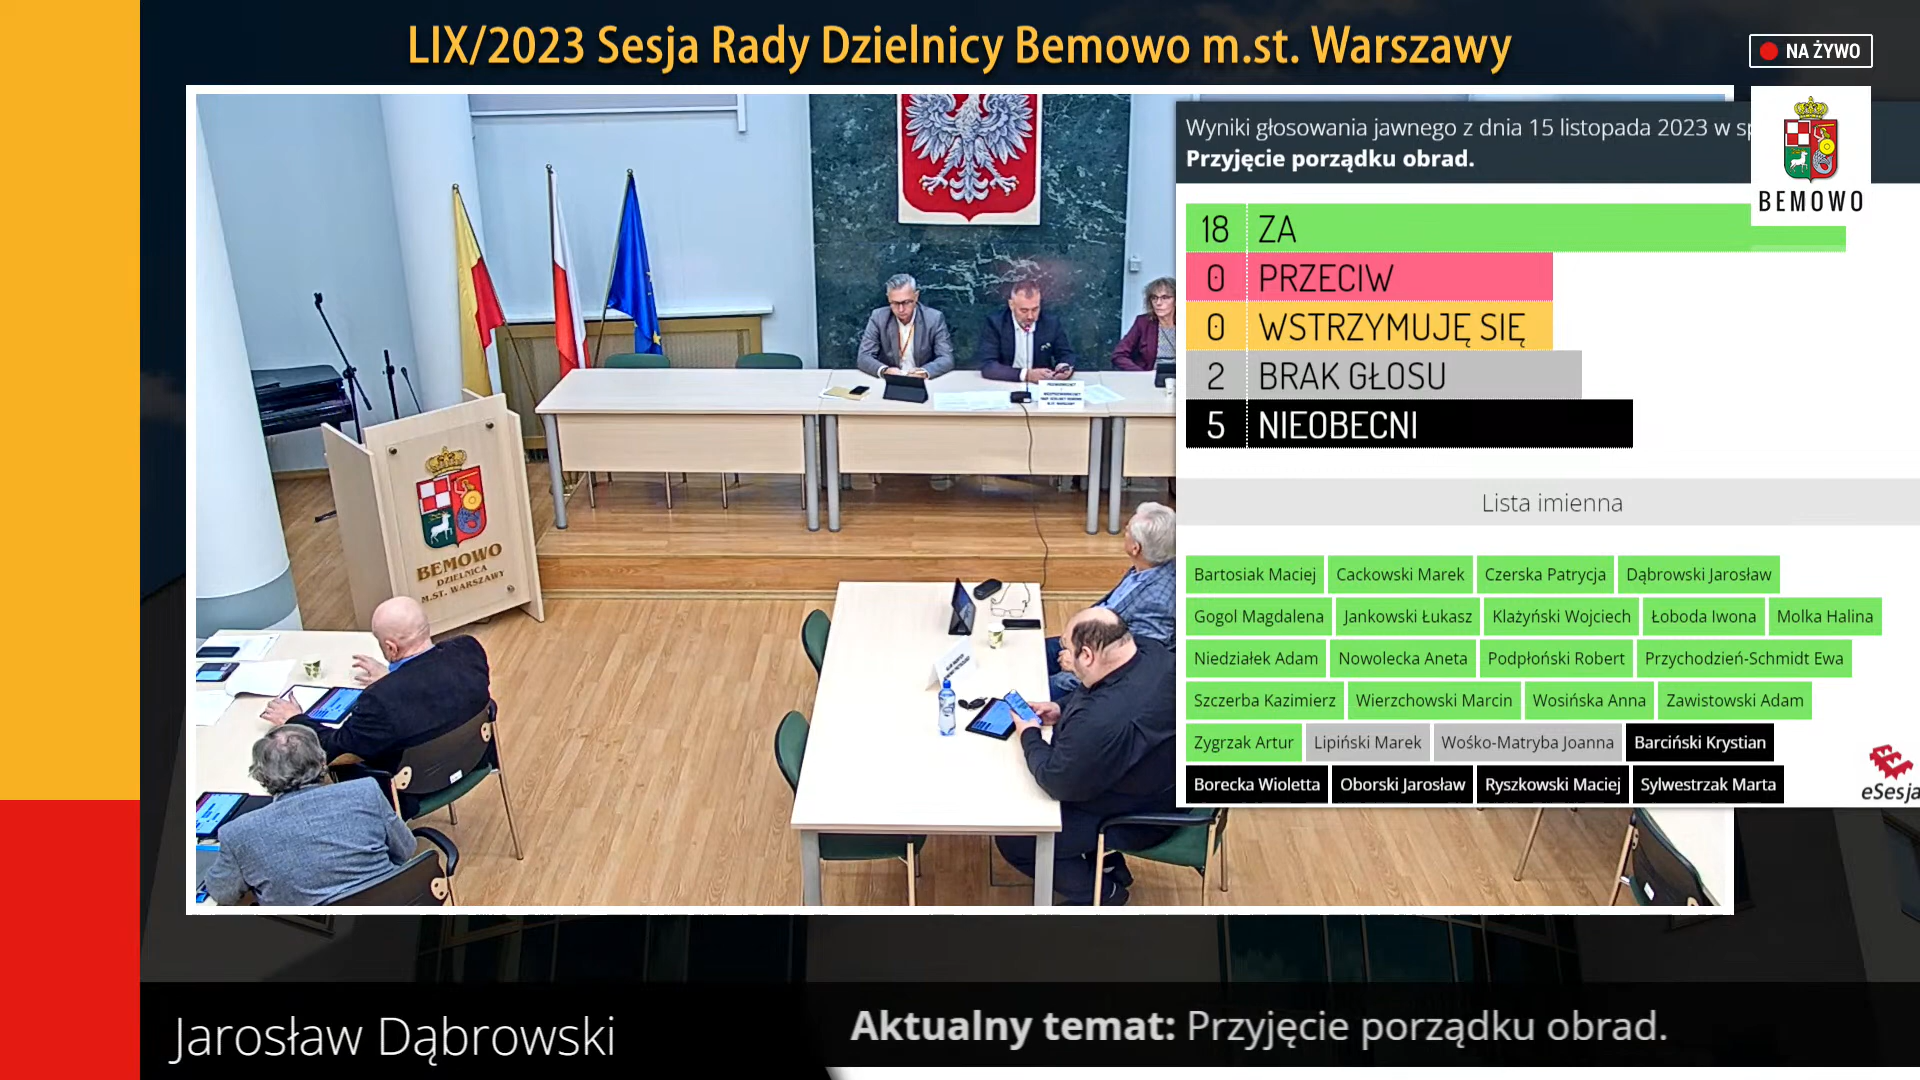 LIX/2023 Sesja Rady Dzielnicy Bemowo m.st. Warszawy
NA ŻYWO
BEMOWO
Wyniki głosowania jawnego z dnia 15 listopada 2023 w
Przyjęcie porządku obrad.
18 ZA
0 PRZECIW
0 WSTRZYMUJĘ SIĘ
2 BRAK GŁOSU
5 NIEOBECNI
Lista imienna
Bartosiak Maciej Cackowski Marek Czerska Patrycja Dąbrowski Jarosław
Gogol Magdalena Jankowski Łukasz Klażyński Wojciech Łoboda Iwona Molka Halina
Niedziałek Adam Nowolecka Aneta Podpłoński Robert Przychodzień-Schmidt Ewa
Szczerba Kazimierz Wierzchowski Marcin Wosińska Anna Zawistowski Adam
Zygrzak Artur Lipiński Marek Wośko-Matryba Joanna Barciński Krystian
Borecka Wioletta Oborski Jarosław Ryszkowski Maciej Sylwestrzak Marta
eSesja
BEMOWO
DZIELNICA
M.ST. WARSZAWY
Jarosław Dąbrowski
Aktualny temat: Przyjęcie porządku obrad.